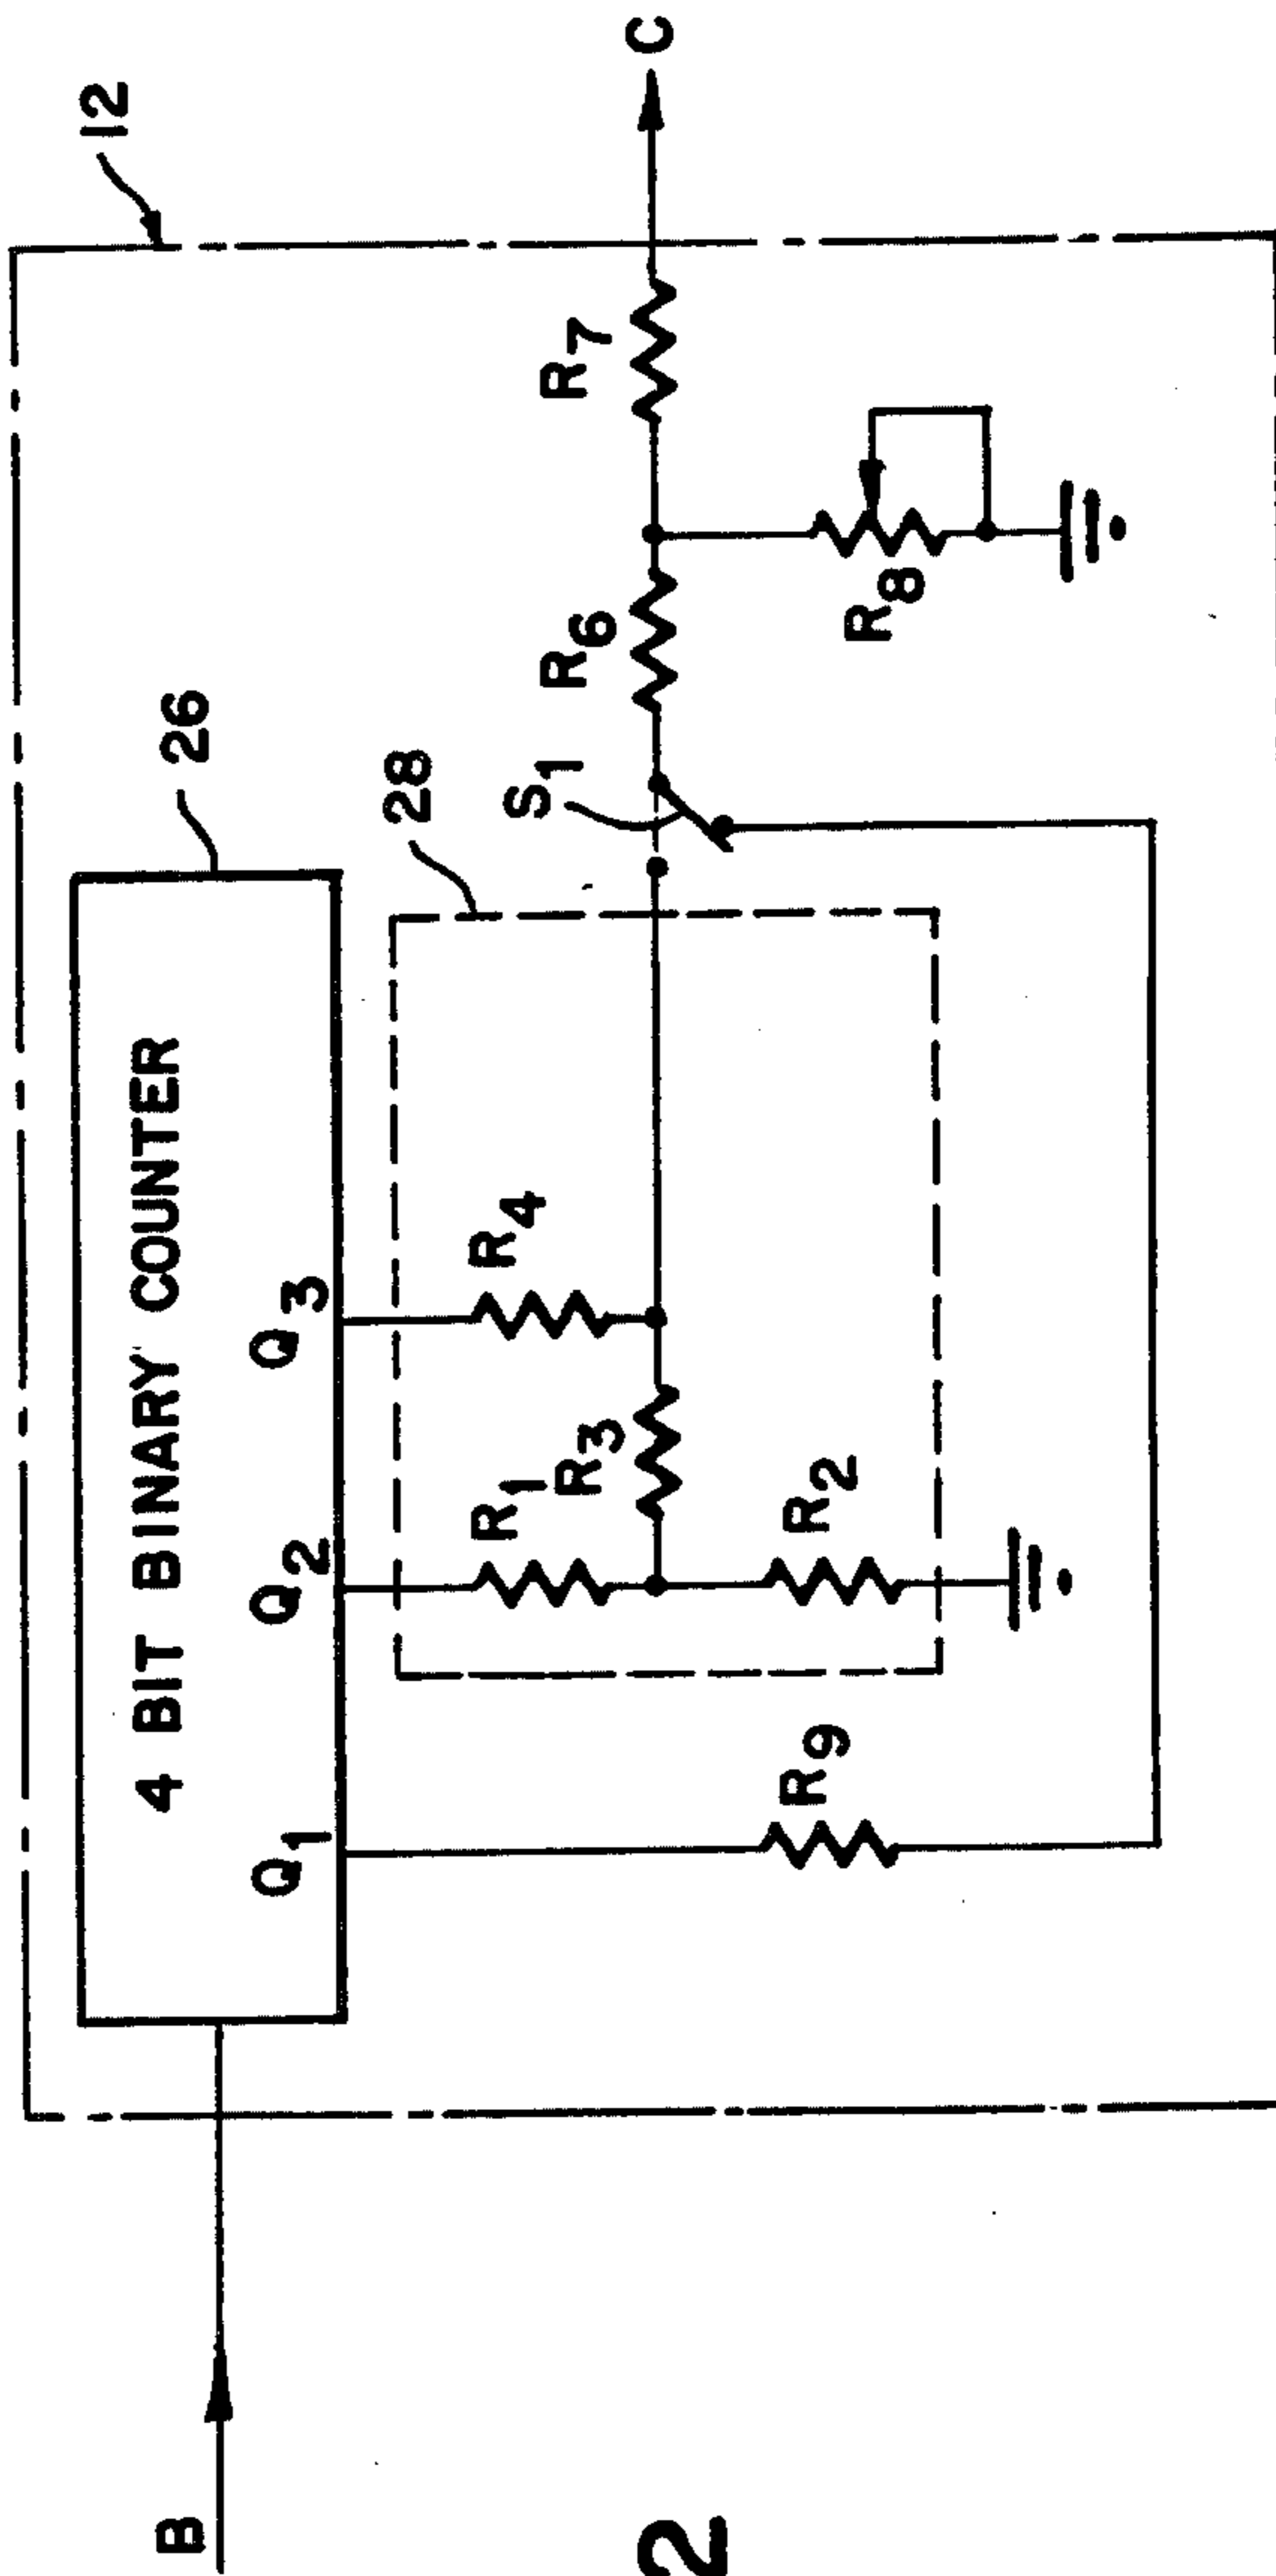 12
26
4 BIT BINARY COUNTER
Q1 Q2 Q3
28
R1 R4
S1
R3 R6 R7
C
R9 R2 R8
B
2